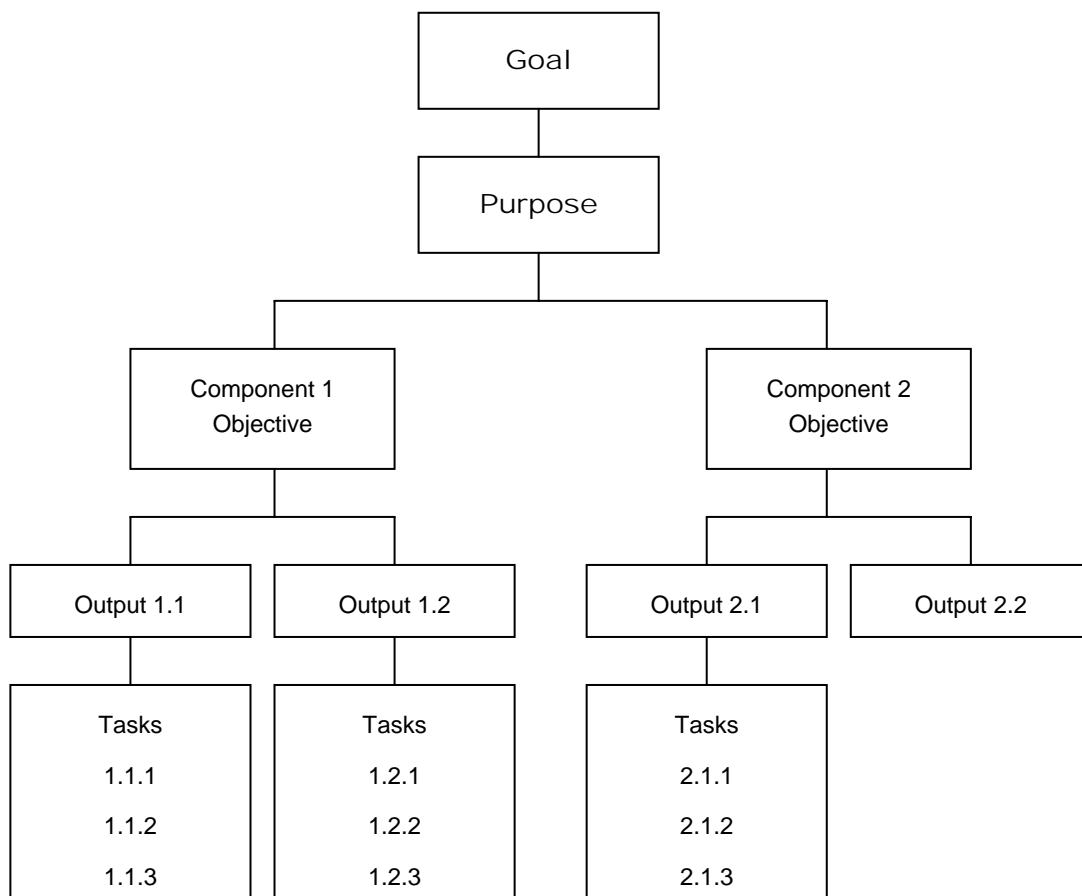 Goal
Purpose
Component 1
Objective
Component 2
Objective
Output 1.1
Output 1.2
Output 2.1
Output 2.2
Tasks
1.1.1
1.1.2
1.1.3
Tasks
1.2.1
1.2.2
1.2.3
Tasks
2.1.1
2.1.2
2.1.3